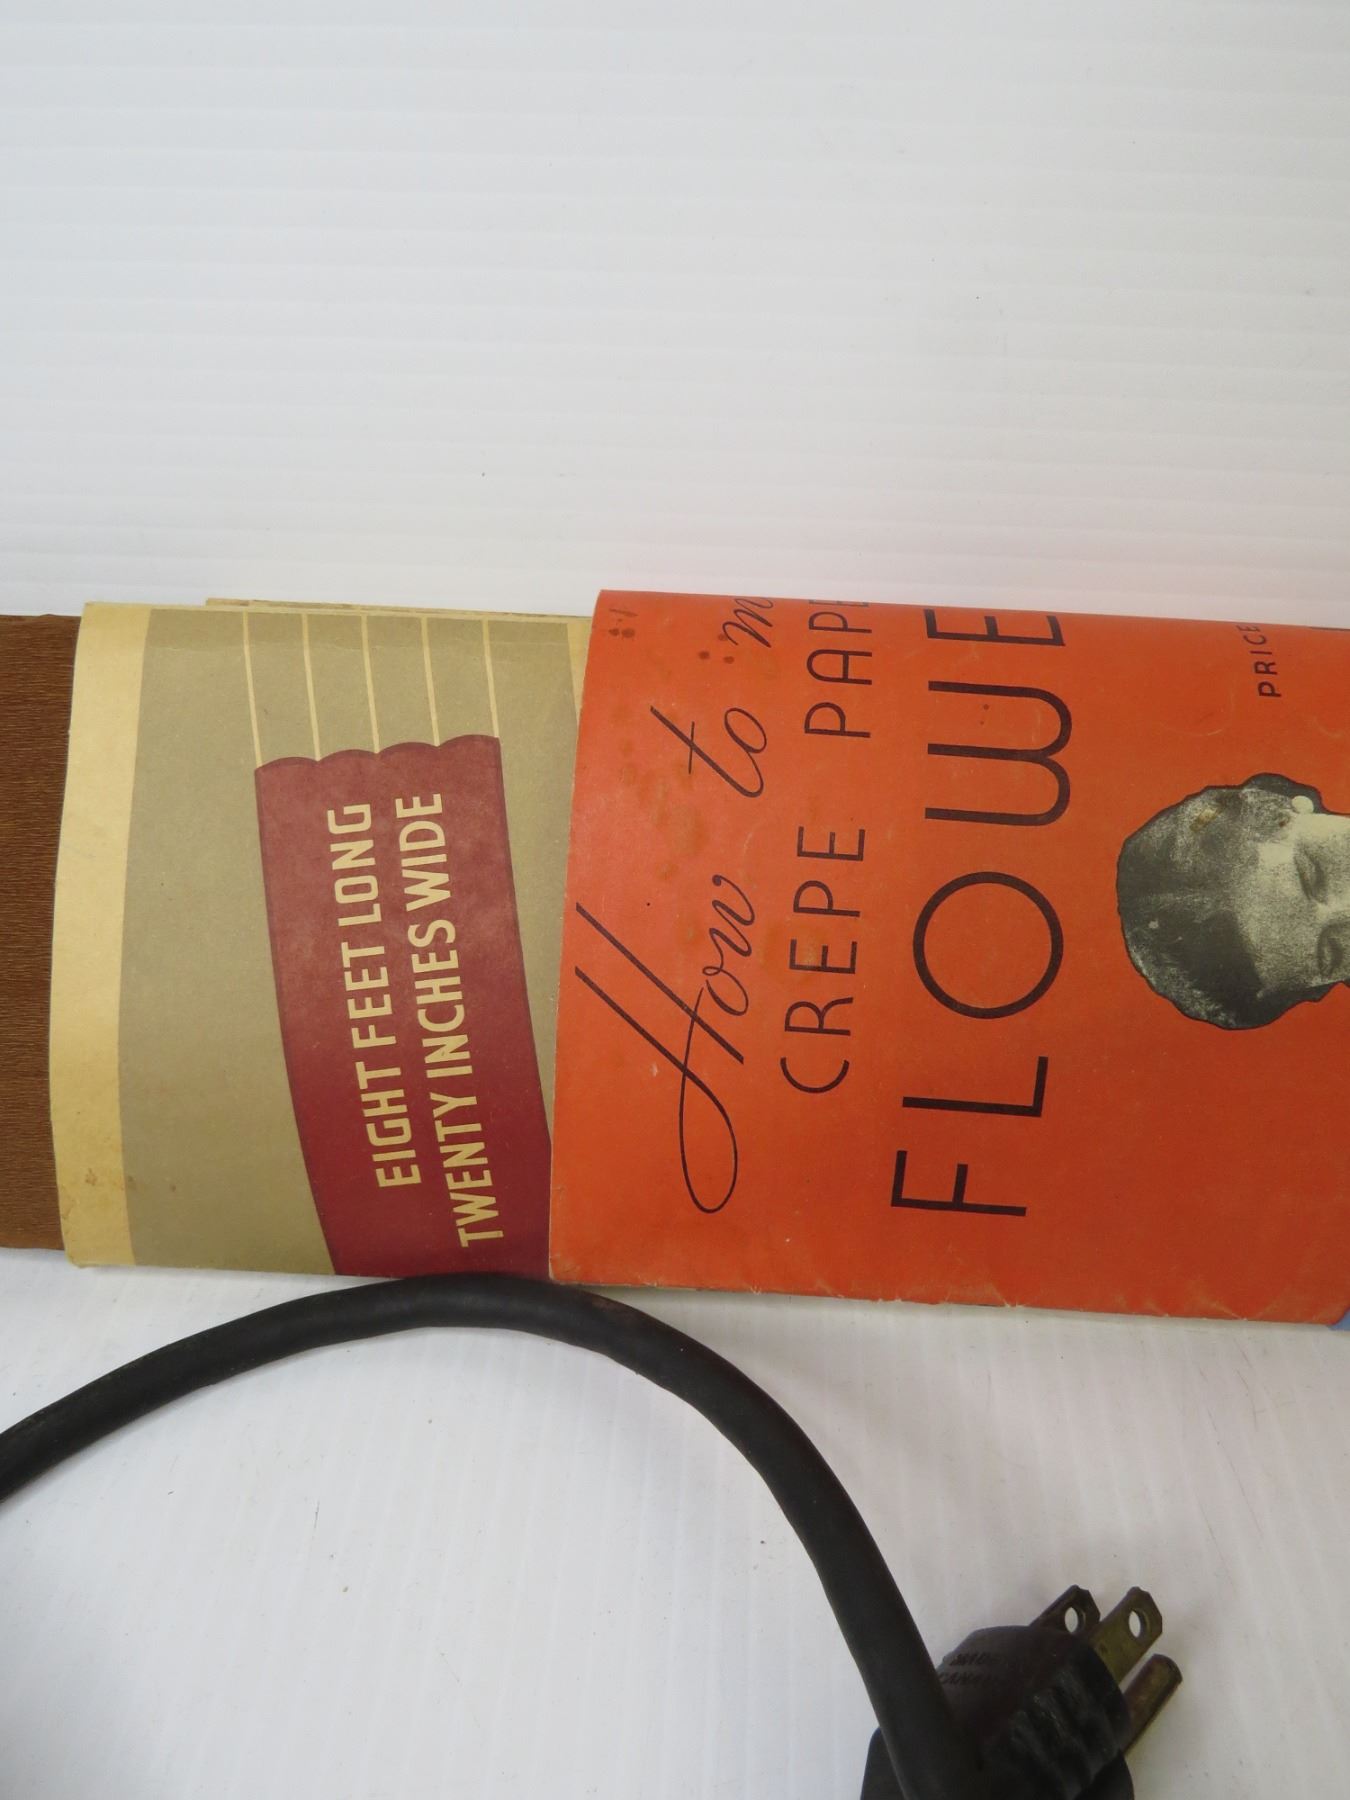 EIGHT FEET LONG
TWENTY INCHES WIDE
How to m
CREPE PAPE
FLOWE
PRICE